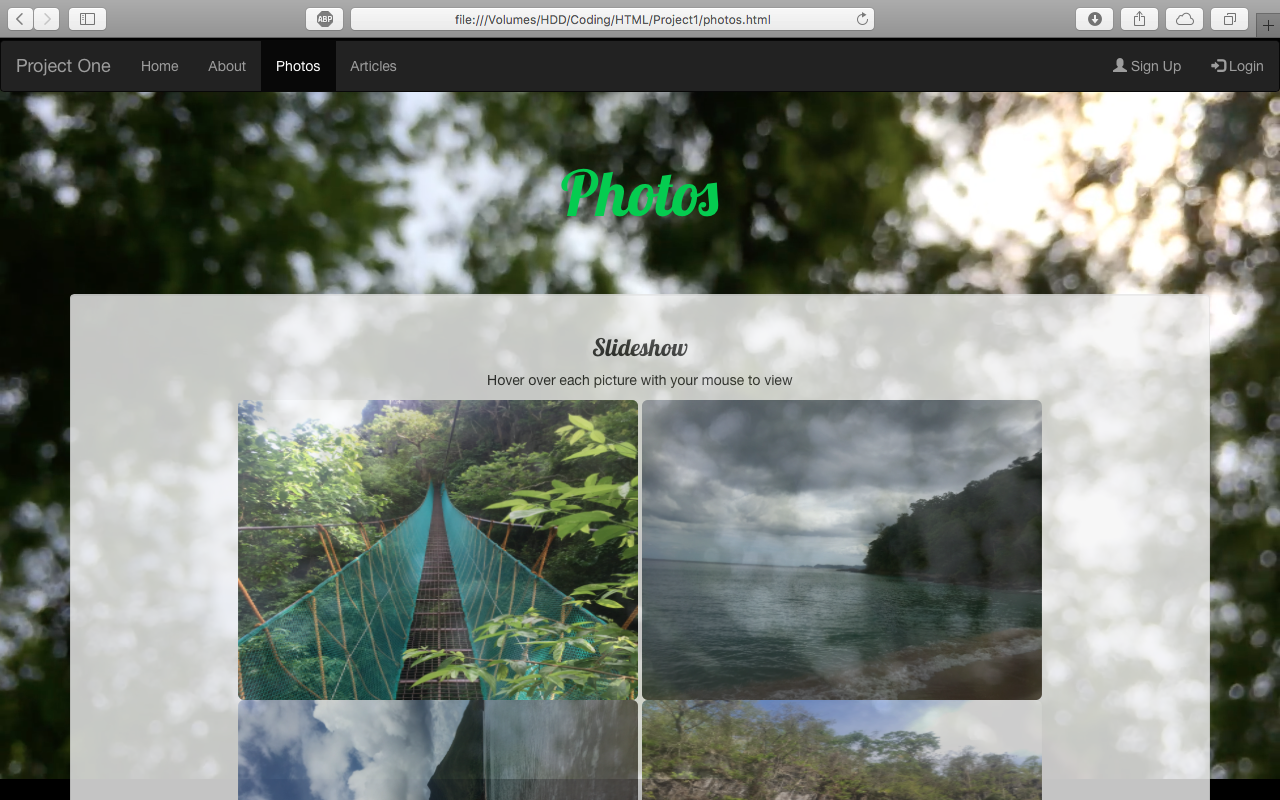 ABP
file:///Volumes/HDD/Coding/HTML/Project1/photos.html
Project One Home About Photos Articles Sign Up Login
Photos
Slideshow
Hover over each picture with your mouse to view